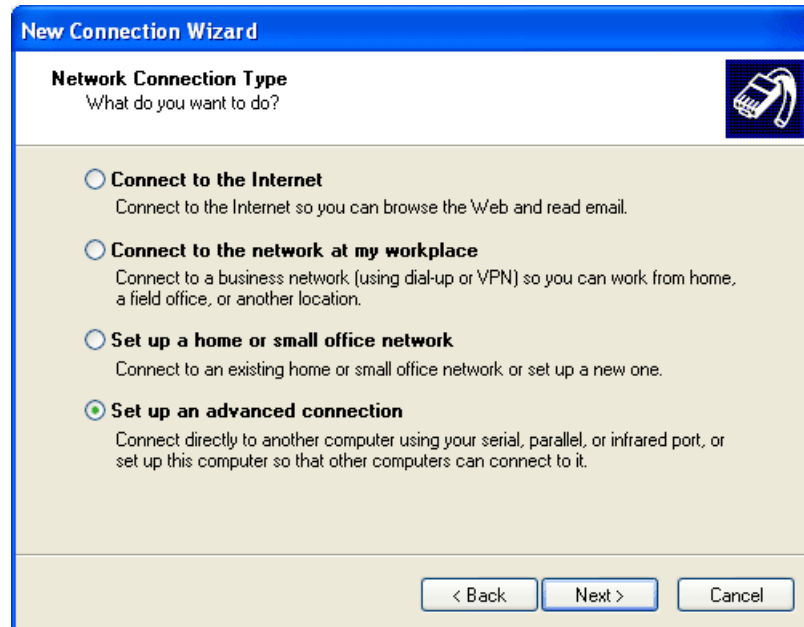 New Connection Wizard
Network Connection Type
What do you want to do?
Connect to the Internet
Connect to the Internet so you can browse the Web and read email.
Connect to the network at my workplace
Connect to a business network (using dial-up or VPN) so you can work from home,
a field office, or another location.
Set up a home or small office network
Connect to an existing home or small office network or set up a new one.
Set up an advanced connection
Connect directly to another computer using your serial, parallel, or infrared port, or
set up this computer so that other computers can connect to it.
< Back Next > Cancel